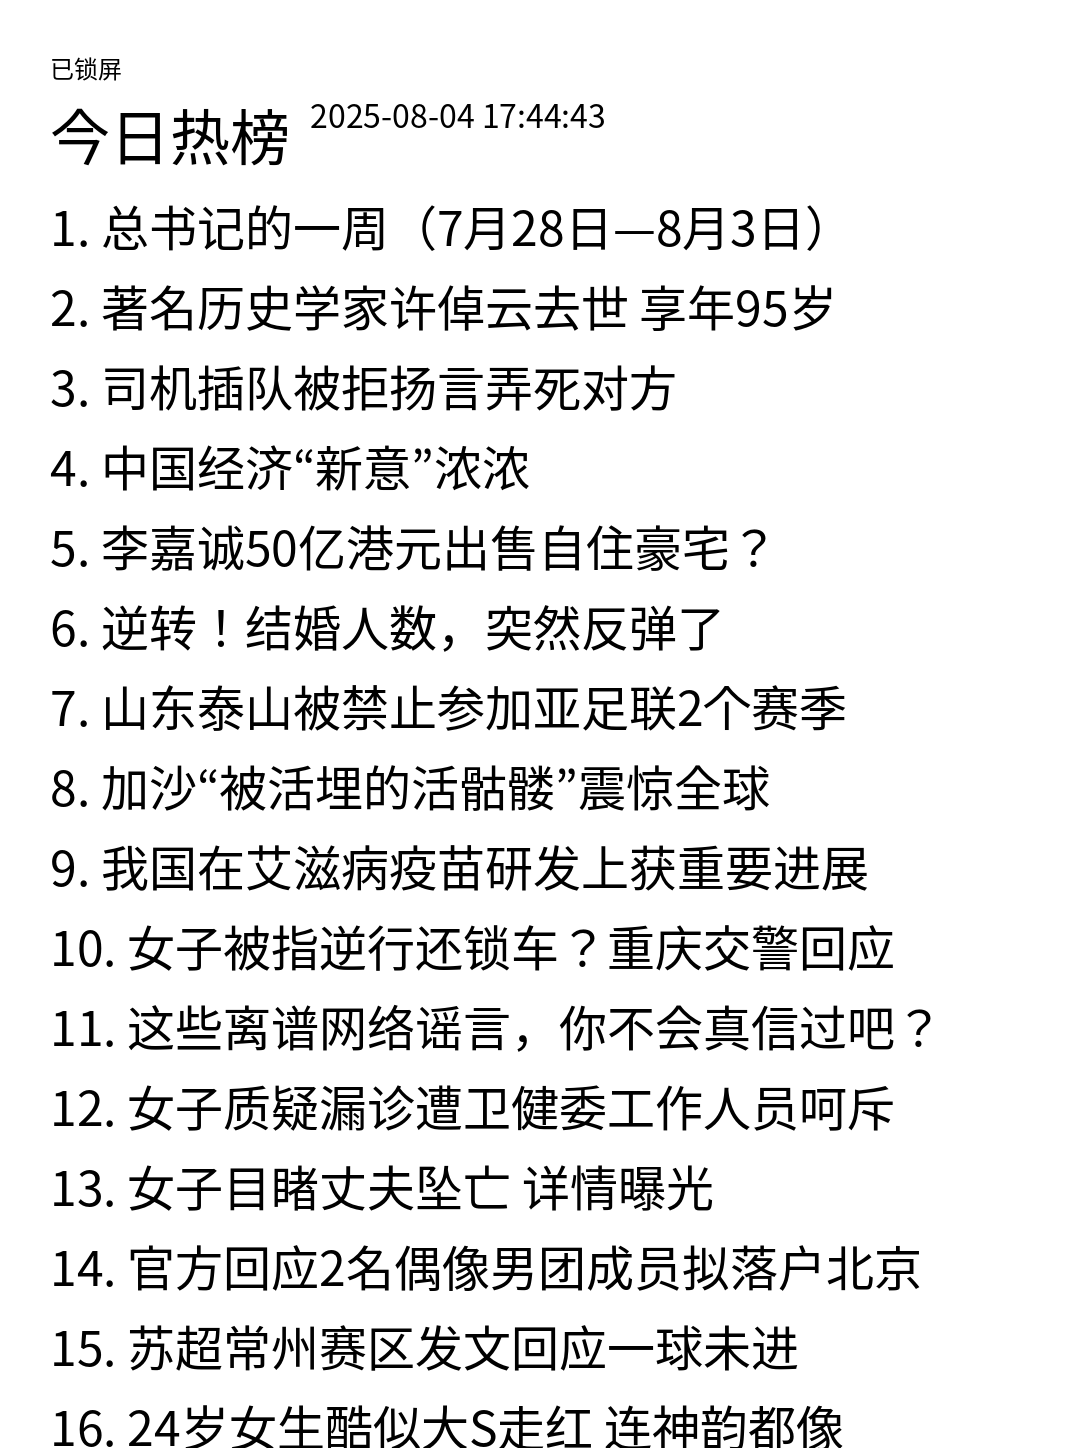 已锁屏
今日热榜 2025-08-04 17:44:43
1. 总书记的一周（7月28日—8月3日）
2. 著名历史学家许倬云去世 享年95岁
3. 司机插队被拒扬言弄死对方
4. 中国经济“新意”浓浓
5. 李嘉诚50亿港元出售自住豪宅？
6. 逆转！结婚人数，突然反弹了
7. 山东泰山被禁止参加亚足联2个赛季
8. 加沙“被活埋的活骷髅”震惊全球
9. 我国在艾滋病疫苗研发上获重要进展
10. 女子被指逆行还锁车？重庆交警回应
11. 这些离谱网络谣言，你不会真信过吧？
12. 女子质疑漏诊遭卫健委工作人员呵斥
13. 女子目睹丈夫坠亡 详情曝光
14. 官方回应2名偶像男团成员拟落户北京
15. 苏超常州赛区发文回应一球未进
16. 24岁女生酷似大S走红 连神韵都像